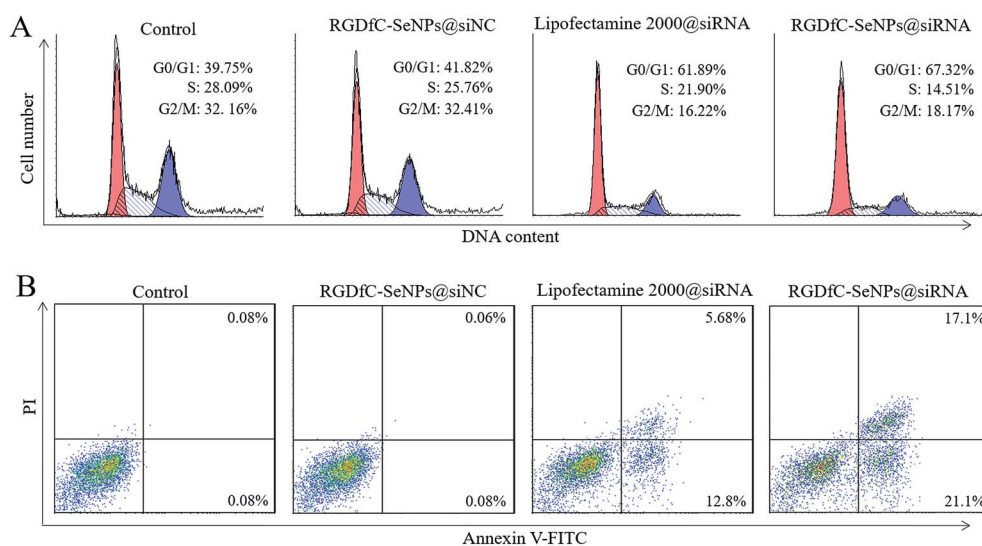 A
Control
RGDfC-SeNPs@siNC
Lipofectamine 2000@siRNA
RGDfC-SeNPs@siRNA
G0/G1: 39.75%
S: 28.09%
G2/M: 32. 16%
G0/G1: 41.82%
S: 25.76%
G2/M: 32.41%
G0/G1: 61.89%
S: 21.90%
G2/M: 16.22%
G0/G1: 67.32%
S: 14.51%
G2/M: 18.17%
Cell number
DNA content
B
Control
RGDfC-SeNPs@siNC
Lipofectamine 2000@siRNA
RGDfC-SeNPs@siRNA
0.08%
0.06%
5.68%
17.1%
PI
0.08%
0.08%
12.8%
21.1%
Annexin V-FITC